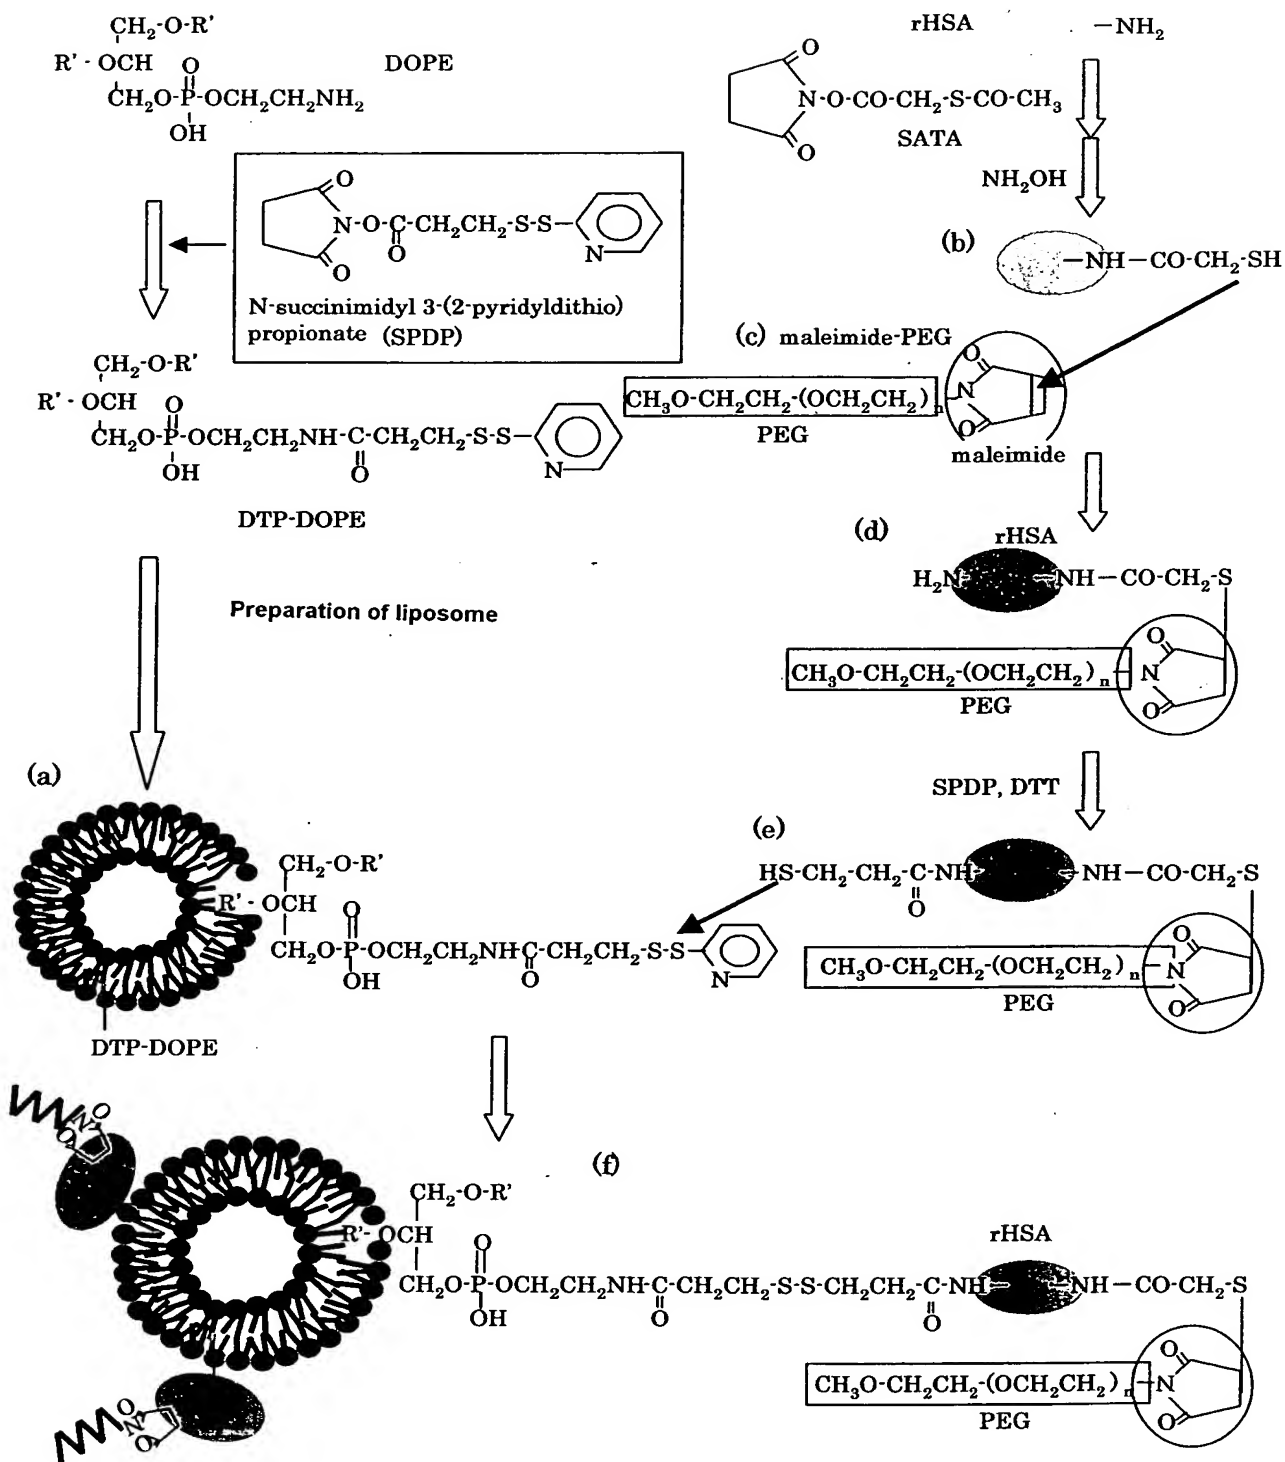 CH₂-O-R'
R' - OCH
O
CH₂O-P-OCH₂CH₂NH₂
OH
DOPE
rHSA
—NH₂
O
N-O-CO-CH₂-S-CO-CH₃
O
SATA
NH₂OH
O
N-O-C-CH₂CH₂-S-S-
O
O
N
N-succinimidyl 3-(2-pyridyldithio)
propionate (SPDP)
(b)
—NH—CO-CH₂-SH
(c) maleimide-PEG
O
N
O
CH₃O-CH₂CH₂-(OCH₂CH₂)n
PEG
maleimide
CH₂-O-R'
R' - OCH
O
CH₂O-P-OCH₂CH₂NH-C-CH₂CH₂-S-S-
OH
O
N
DTP-DOPE
(d)
rHSA
H₂N
—NH—CO-CH₂-S
O
CH₃O-CH₂CH₂-(OCH₂CH₂)n
N
O
PEG
Preparation of liposome
SPDP, DTT
(a)
(e)
HS-CH₂-CH₂-C-NH
O
—NH—CO-CH₂-S
CH₂-O-R'
R' - OCH
O
CH₂O-P-OCH₂CH₂NHCCH₂CH₂-S-S-
OH
O
N
O
CH₃O-CH₂CH₂-(OCH₂CH₂)n
N
O
PEG
DTP-DOPE
O
N
O
(f)
CH₂-O-R'
R'- OCH
O
CH₂O-P-OCH₂CH₂NHCCH₂CH₂-S-S-CH₂CH₂-C-NH
OH
O
O
rHSA
—NH—CO-CH₂-S
O
CH₃O-CH₂CH₂-(OCH₂CH₂)n
N
O
PEG
O
N
O